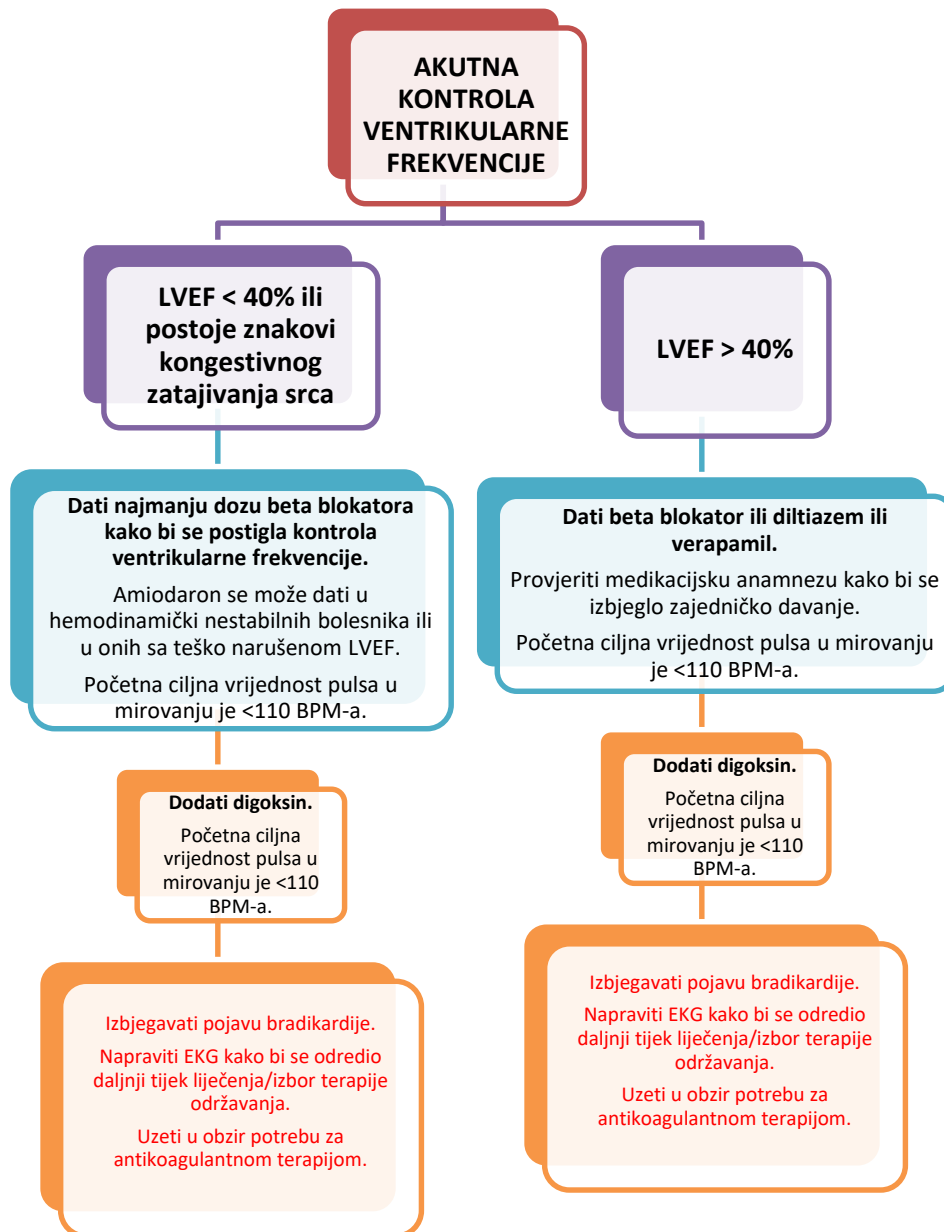 AKUTNA
KONTROLA
VENTRIKULARNE
FREKVENCIJE
LVEF < 40% ili
postoje znakovi
kongestivnog
zatajivanja srca
Dati najmanju dozu beta blokatora
kako bi se postigla kontrola
ventrikularne frekvencije.
Amiodaron se može dati u
hemodinamički nestabilnih bolesnika ili
u onih sa teško narušenom LVEF.
Početna ciljna vrijednost pulsa u
mirovanju je <110 BPM-a.
Dodati digoksin.
Početna ciljna
vrijednost pulsa u
mirovanju je <110
BPM-a.
Izbjegavati pojavu bradikardije.
Napraviti EKG kako bi se odredio
daljnji tijek liječenja/izbor terapije
održavanja.
Uzeti u obzir potrebu za
antikoagulantnom terapijom.
LVEF > 40%
Dati beta blokator ili diltiazem ili
verapamil.
Provjeriti medikacijsku anamnezu kako bi se
izbjeglo zajedničko davanje.
Početna ciljna vrijednost pulsa u mirovanju
je <110 BPM-a.
Dodati digoksin.
Početna ciljna
vrijednost pulsa u
mirovanju je <110
BPM-a.
Izbjegavati pojavu bradikardije.
Napraviti EKG kako bi se odredio
daljnji tijek liječenja/izbor terapije
održavanja.
Uzeti u obzir potrebu za
antikoagulantnom terapijom.